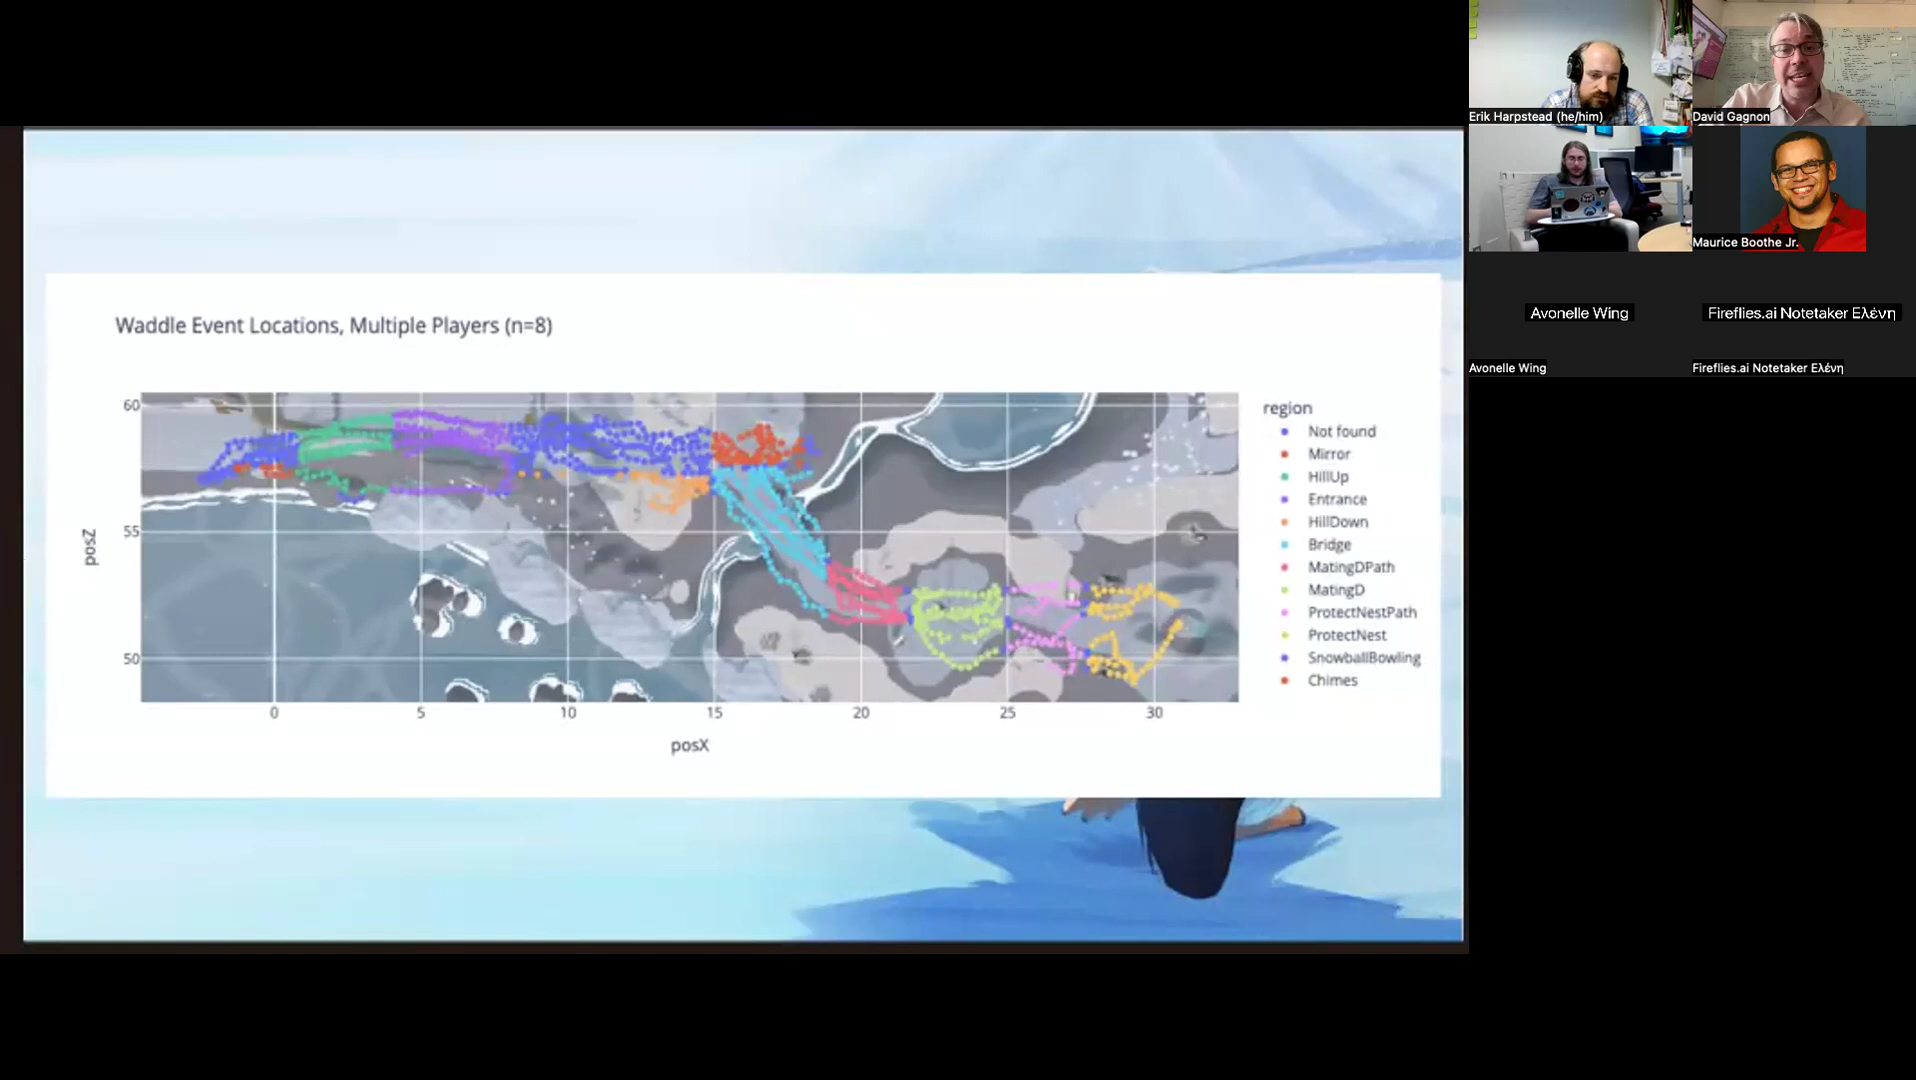 Waddle Event Locations, Multiple Players (n=8)
60
55
50
posZ
0 5 10 15 20 25 30
posX
region
Not found
Mirror
HillUp
Entrance
HillDown
Bridge
MatingDPath
MatingD
ProtectNestPath
ProtectNest
SnowballBowling
Chimes
Erik Harpstead (he/him)
David Gagnon
Maurice Boothe Jr.
Avonelle Wing
Fireflies.ai Notetaker Ελένη
Avonelle Wing
Fireflies.ai Notetaker Ελένη